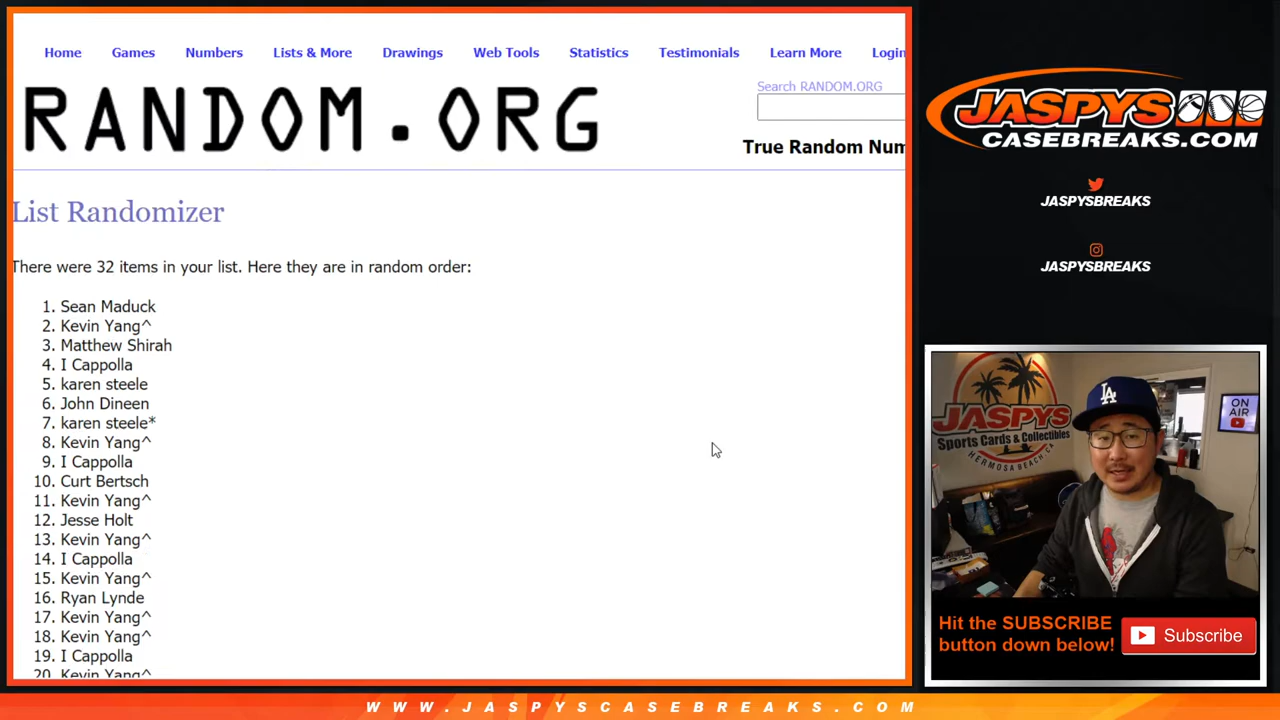 Home Games Numbers Lists & More Drawings Web Tools Statistics Testimonials Learn More Login
Search RANDOM.ORG
RANDOM.ORG
True Random Num
List Randomizer
There were 32 items in your list. Here they are in random order:
1. Sean Maduck
2. Kevin Yang^
3. Matthew Shirah
4. I Cappolla
5. karen steele
6. John Dineen
7. karen steele*
8. Kevin Yang^
9. I Cappolla
10. Curt Bertsch
11. Kevin Yang^
12. Jesse Holt
13. Kevin Yang^
14. I Cappolla
15. Kevin Yang^
16. Ryan Lynde
17. Kevin Yang^
18. Kevin Yang^
19. I Cappolla
20. Kevin Yang^
JASPYS
CASEBREAKS.COM
JASPYSBREAKS
JASPYSBREAKS
JASPYS
Sports Cards & Collectibles
HERMOSA BEACH, CA
LA
ON
AIR
Hit the SUBSCRIBE
button down below!
Subscribe
WWW.JASPYSCASEBREAKS.COM